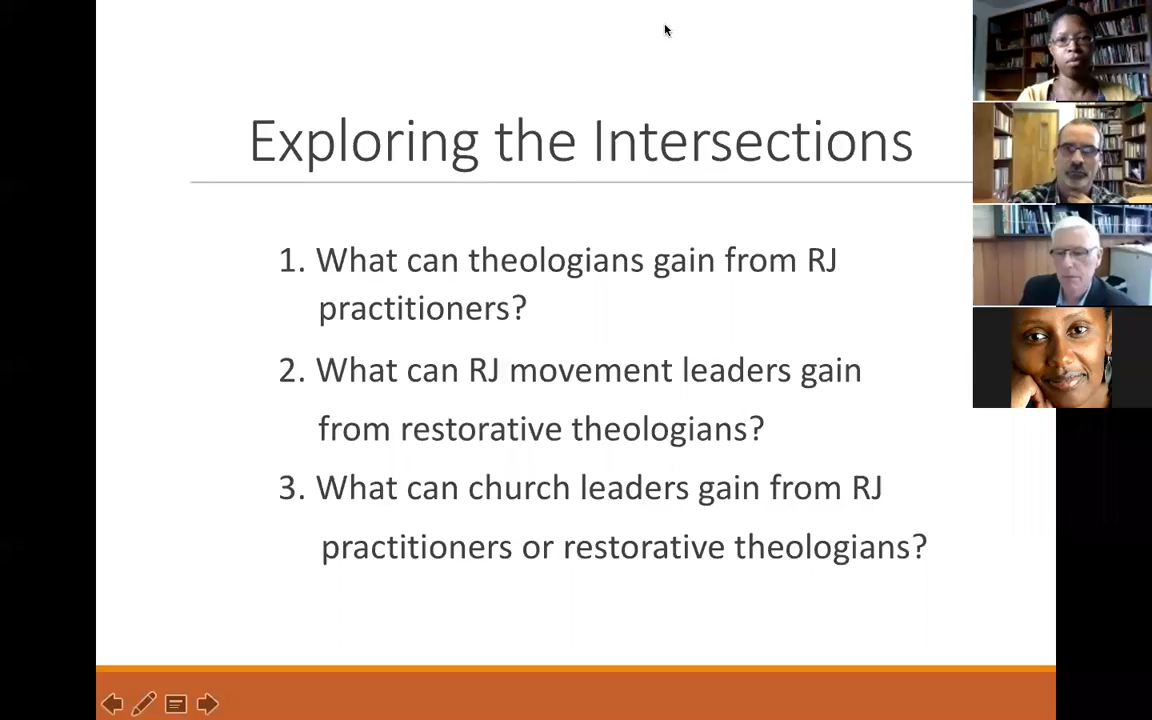 Exploring the Intersections
1. What can theologians gain from RJ
practitioners?
2. What can RJ movement leaders gain
from restorative theologians?
3. What can church leaders gain from RJ
practitioners or restorative theologians?